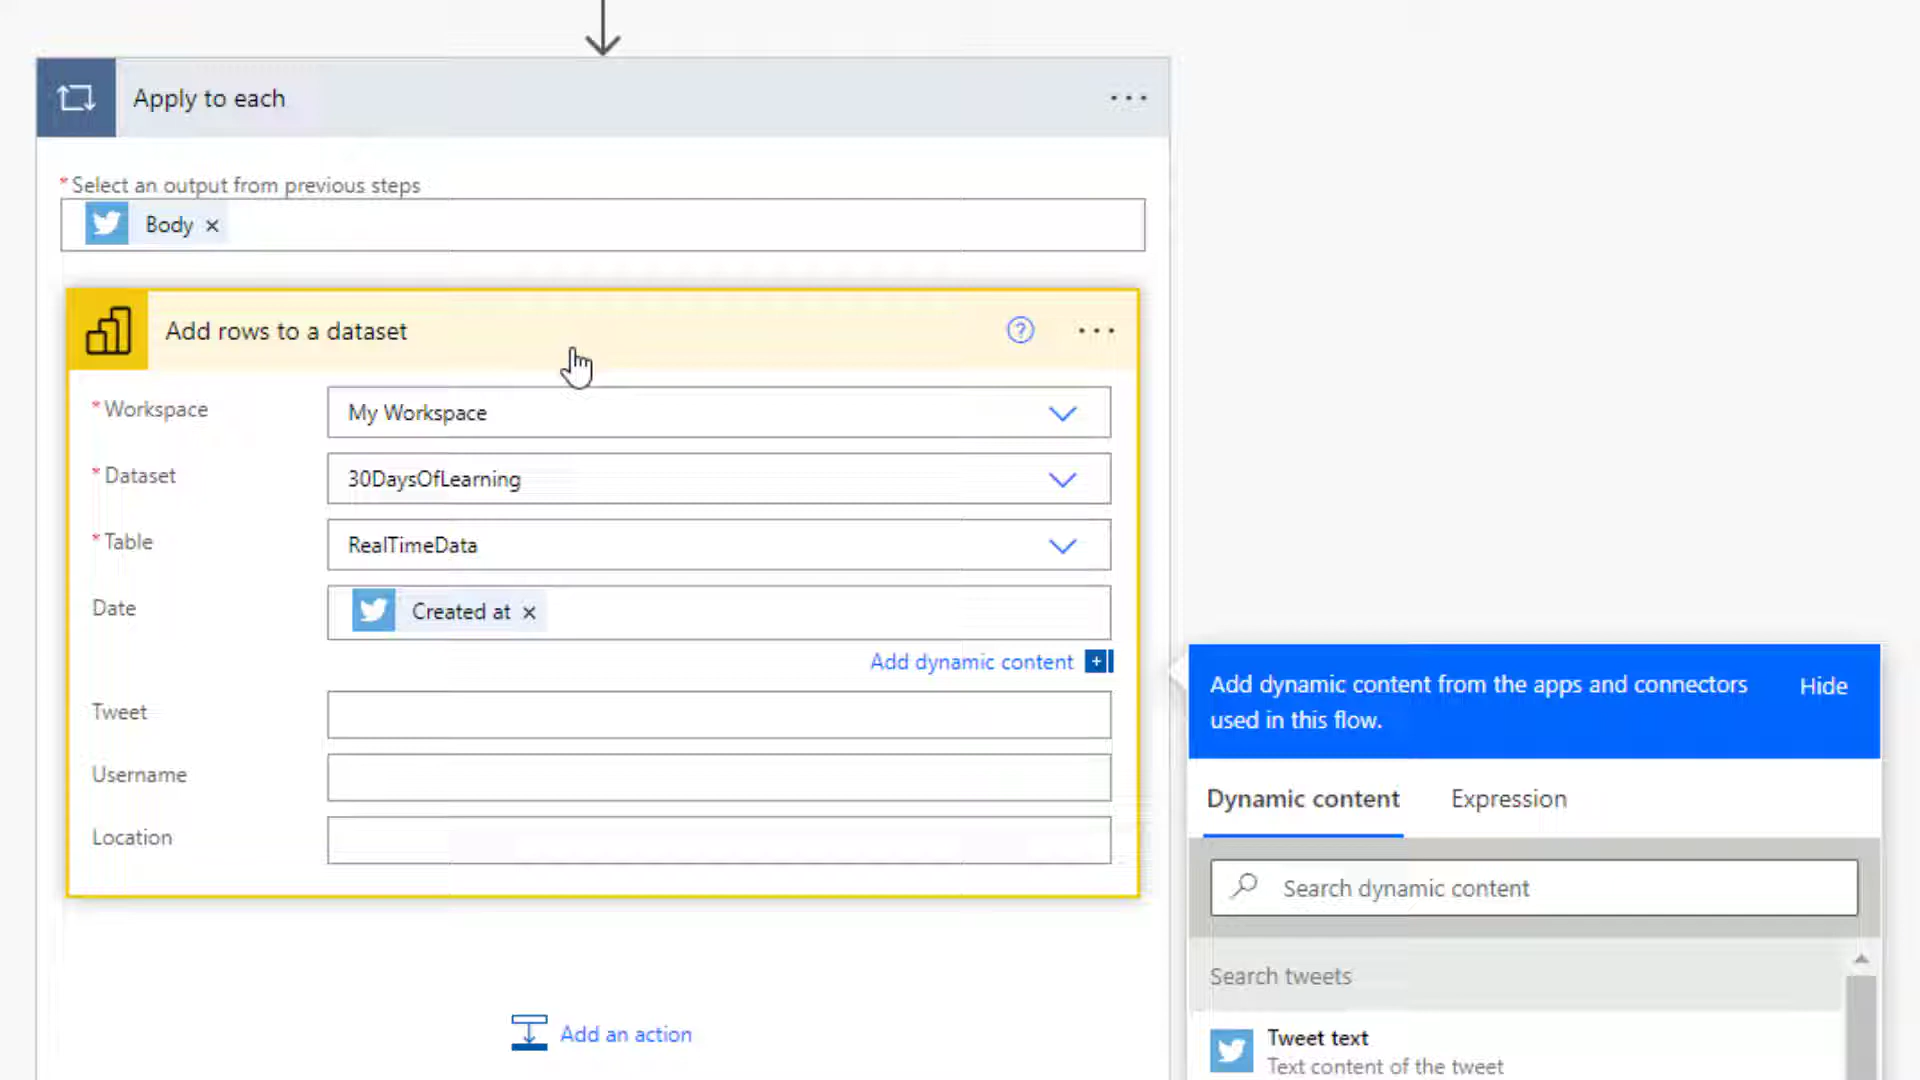 Apply to each
* Select an output from previous steps
Body ×
Add rows to a dataset
* Workspace
My Workspace
* Dataset
30DaysOfLearning
* Table
RealTimeData
Date
Created at ×
Add dynamic content
Tweet
Username
Location
Add an action
Add dynamic content from the apps and connectors
used in this flow.
Hide
Dynamic content
Expression
Search dynamic content
Search tweets
Tweet text
Text content of the tweet